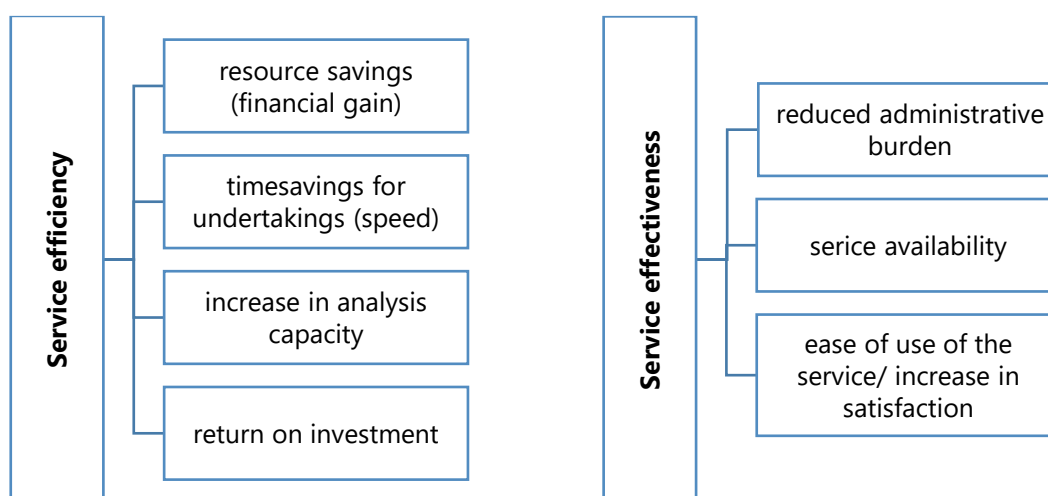 Service efficiency
resource savings
(financial gain)
timesavings for
undertakings (speed)
increase in analysis
capacity
return on investment
Service effectiveness
reduced administrative
burden
serice availability
ease of use of the
service/ increase in
satisfaction